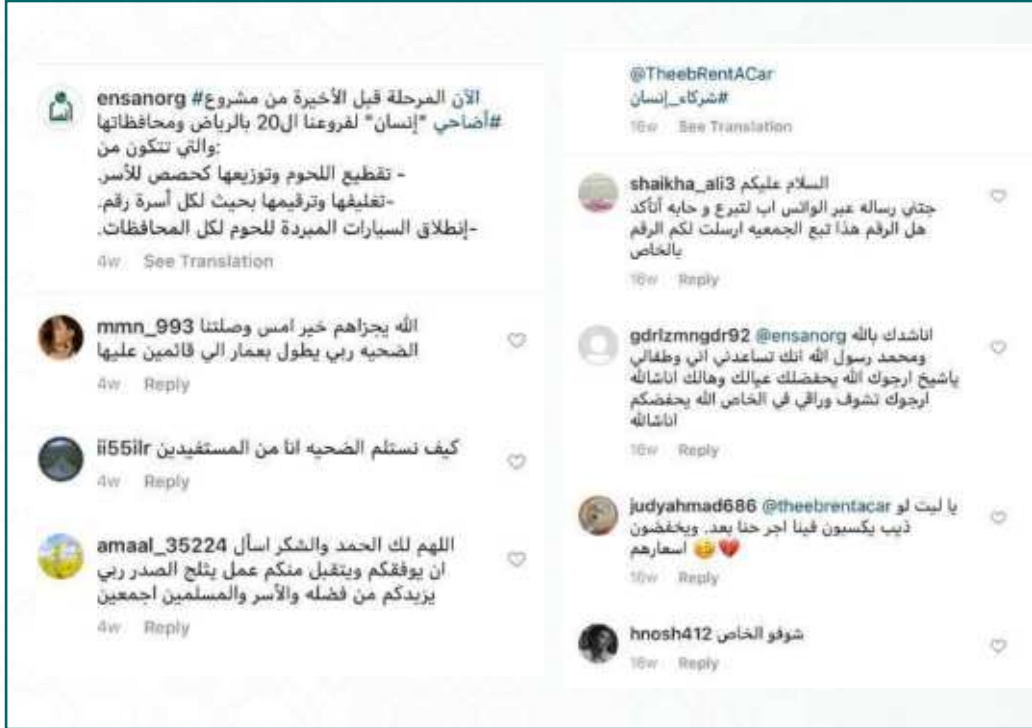 ensanorg الآن المرحلة قبل الأخيرة من مشروع#
#أضاحي "إنسان" لفروعنا ال20 بالرياض ومحافظاتها
والتي تتكون من:
- تقطيع اللحوم وتوزيعها كحصص للأسر.
-تغليفها وترقيمها بحيث لكل أسرة رقم.
-إنطلاق السيارات المبردة للحوم لكل المحافظات.
4w See Translation
mmn_993 الله يجزاهم خير امس وصلتنا
الضحيه ربي يطول بعمار الي قائمين عليها
4w Reply
ii55ilr كيف نستلم الضحيه انا من المستفيدين
4w Reply
amaal_35224 اللهم لك الحمد والشكر اسأل
ان يوفقكم ويتقبل منكم عمل يثلج الصدر ربي
يزيدكم من فضله والأسر والمسلمين اجمعين
4w Reply
@TheebRentACar
#شركاء_إنسان
16w See Translation
shaikha_ali3 السلام عليكم
جتني رساله عبر الواتس اب لتبرع و حابه أتأكد
هل الرقم هذا تبع الجمعيه ارسلت لكم الرقم
بالخاص
16w Reply
gdrlzmngdr92 @ensanorg اناشدك بالله
ومحمد رسول الله انك تساعدني اني وطفالي
ياشيخ ارجوك الله يحفضلك عيالك وهالك اناشالله
ارجوك تشوف وراقي في الخاص الله يحفضكم
اناشالله
16w Reply
judyahmad686 @theebrentacar يا ليت لو
ذيب يكسبون فينا اجر حنا بعد. ويخفضون
اسعارهم 🥺💔
16w Reply
hnosh412 شوفو الخاص
16w Reply